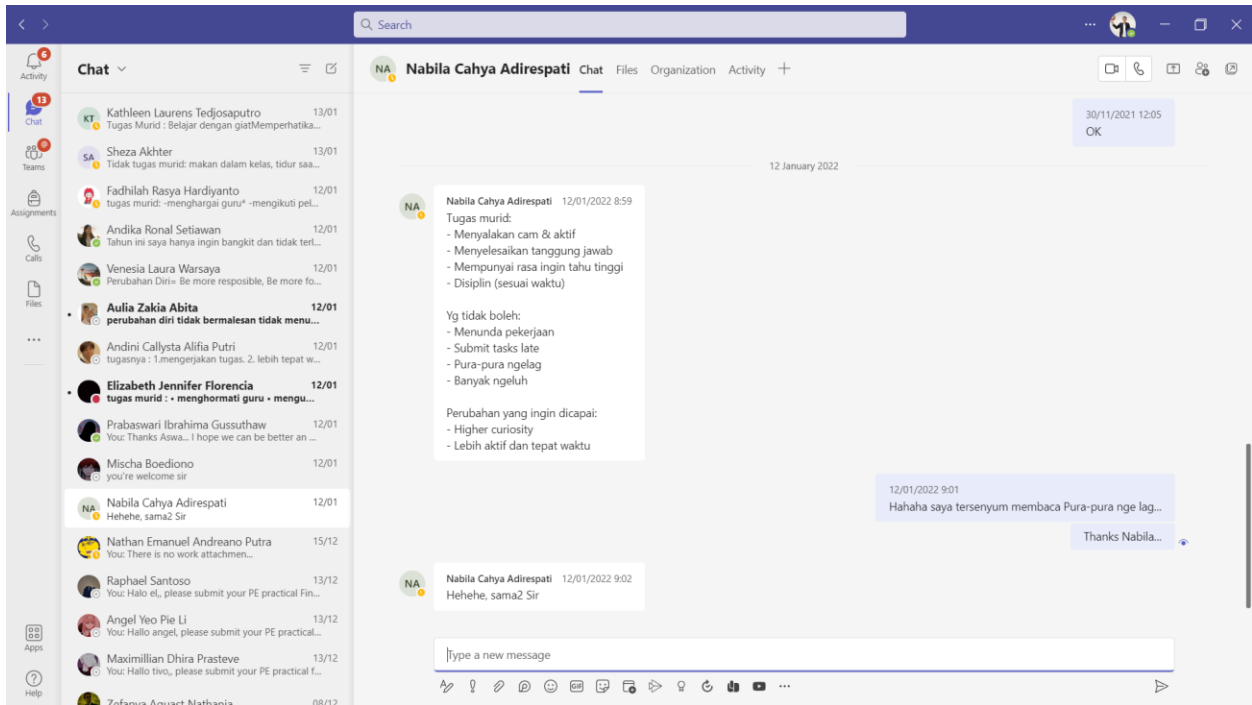 Search
6
Activity
13
Chat
Teams
Assignments
Calls
Files
Apps
Help
Chat
Kathleen Laurens Tedjosaputro 13/01
Tugas Murid : Belajar dengan giatMemperhatika...
Sheza Akhter 13/01
Tidak tugas murid: makan dalam kelas, tidur saa...
Fadhilah Rasya Hardiyanto 12/01
tugas murid: -menghargai guru* -mengikuti pel...
Andika Ronal Setiawan 12/01
Tahun ini saya hanya ingin bangkit dan tidak terl...
Venesia Laura Warsaya 12/01
Perubahan Diri= Be more resposible, Be more fo...
Aulia Zakia Abita 12/01
perubahan diri tidak bermalesan tidak menu...
Andini Callysta Alifia Putri 12/01
tugasnya : 1.mengerjakan tugas. 2. lebih tepat w...
Elizabeth Jennifer Florencia 12/01
tugas murid : • menghormati guru • mengu...
Prabaswari Ibrahima Gussuthaw 12/01
You: Thanks Aswa... I hope we can be better an ...
Mischa Boediono 12/01
you're welcome sir
Nabila Cahya Adirespati 12/01
Hehehe, sama2 Sir
Nathan Emanuel Andreano Putra 15/12
You: There is no work attachmen...
Raphael Santoso 13/12
You: Halo el,, please submit your PE practical Fin...
Angel Yeo Pie Li 13/12
You: Hallo angel, please submit your PE practical...
Maximillian Dhira Prasteve 13/12
You: Hallo tivo,, please submit your PE practical f...
08/12
KT
SA
NA
NA Nabila Cahya Adirespati Chat Files Organization Activity
30/11/2021 12:05
OK
12 January 2022
NA
Nabila Cahya Adirespati 12/01/2022 8:59
Tugas murid:
- Menyalakan cam & aktif
- Menyelesaikan tanggung jawab
- Mempunyai rasa ingin tahu tinggi
- Disiplin (sesuai waktu)
Yg tidak boleh:
- Menunda pekerjaan
- Submit tasks late
- Pura-pura ngelag
- Banyak ngeluh
Perubahan yang ingin dicapai:
- Higher curiosity
- Lebih aktif dan tepat waktu
12/01/2022 9:01
Hahaha saya tersenyum membaca Pura-pura nge lag...
Thanks Nabila...
NA
Nabila Cahya Adirespati 12/01/2022 9:02
Hehehe, sama2 Sir
Type a new message
GIF